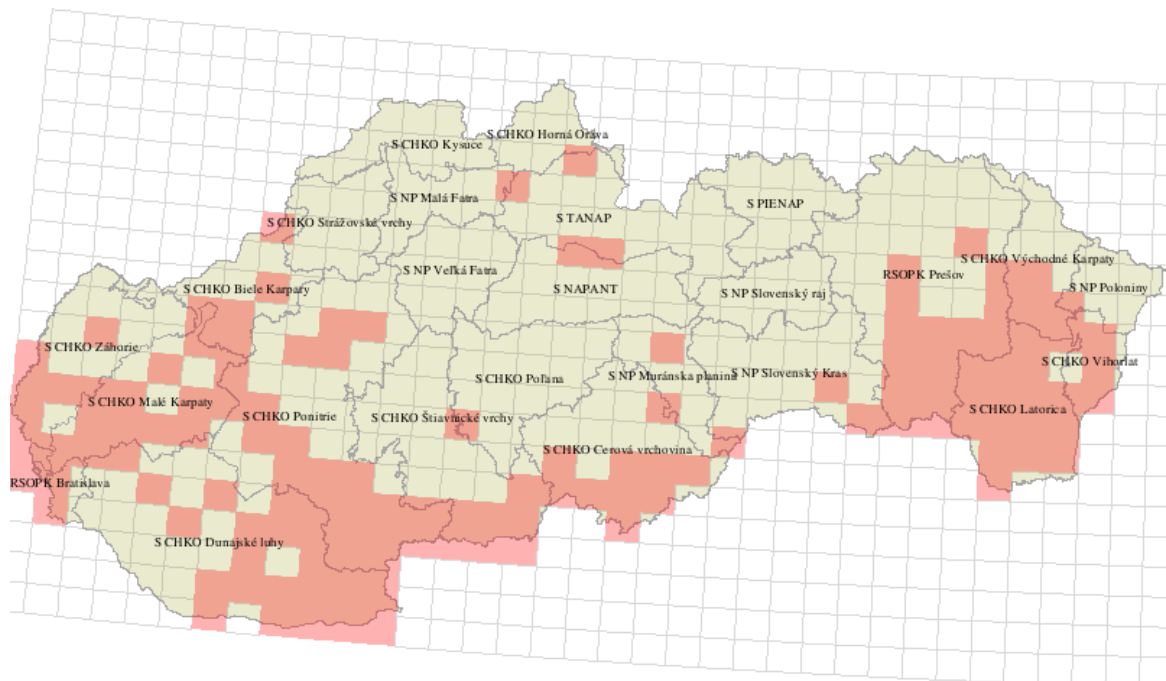 S CHKO Horná Orava
S CHKO Kysuce
S NP Malá Fatra
S PIENAP
S TANAP
S CHKO Strážovské vrchy
S CHKO Východné Karpaty
S NP Veľká Fatra
RSOPK Prešov
S CHKO Biele Karpaty
S NAPANT
S NP Slovenský raj
S NP Poloniny
S CHKO Záhorie
S CHKO Vihorlat
S CHKO Poľana
S NP Muránska planina
S NP Slovenský Kras
S CHKO Malé Karpaty
S CHKO Latorica
S CHKO Ponitrie
S CHKO Štiavnické vrchy
S CHKO Cerová vrchovina
RSOPK Bratislava
S CHKO Dunajské luhy